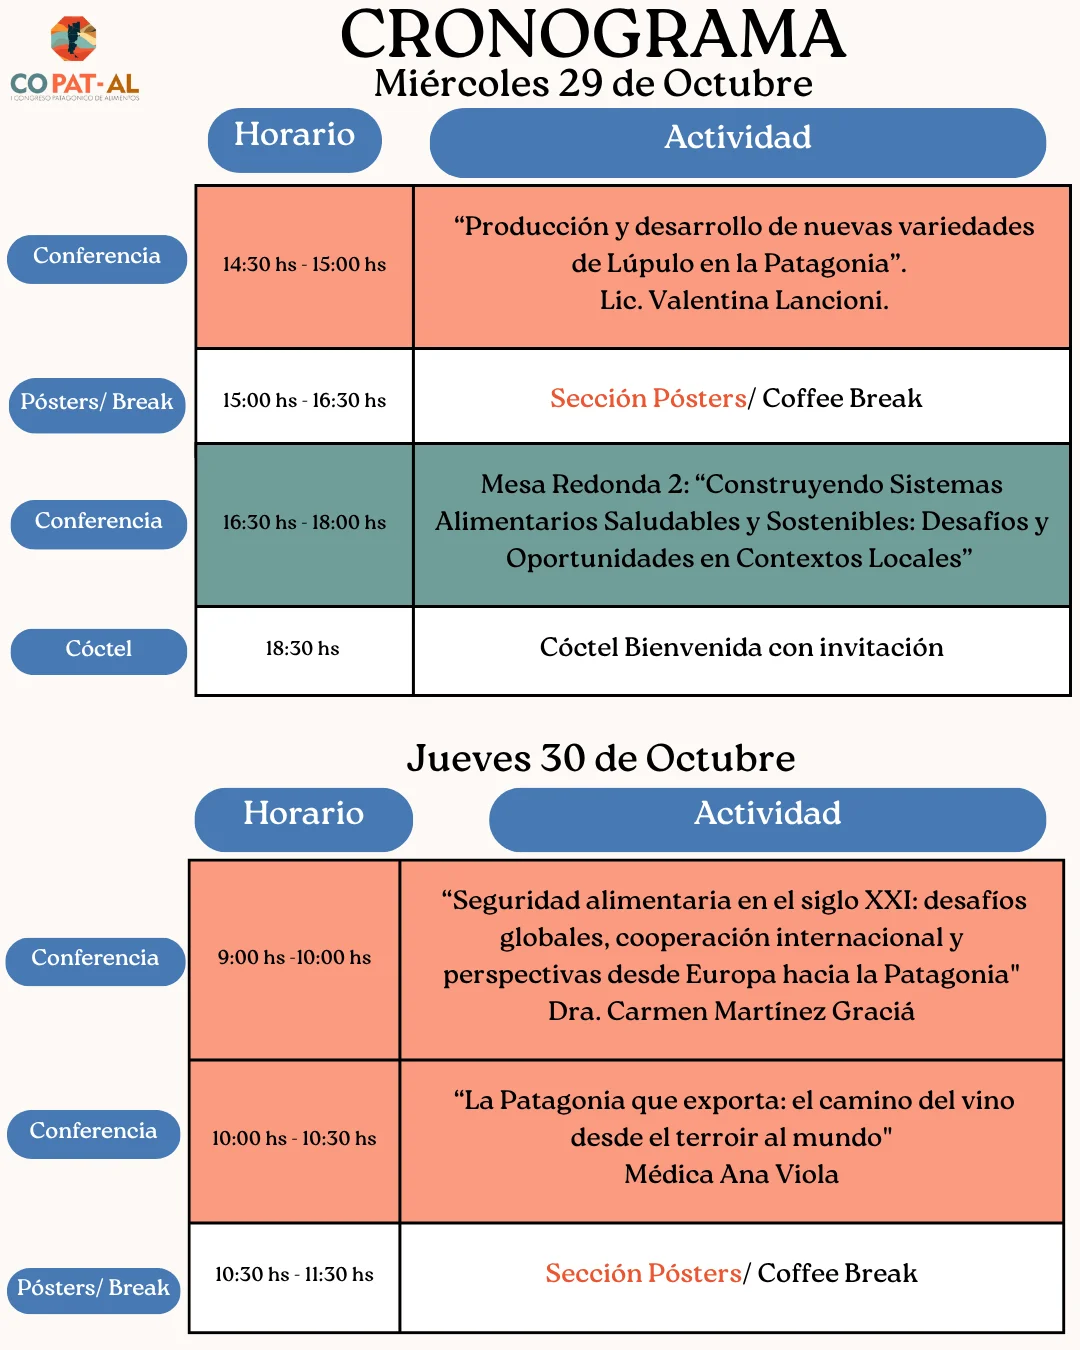 CO PAT-AL
I CONGRESO PATAGONICO DE ALIMENTOS
CRONOGRAMA
Miércoles 29 de Octubre
Horario
Actividad
Conferencia
14:30 hs - 15:00 hs
“Producción y desarrollo de nuevas variedades
de Lúpulo en la Patagonia”.
Lic. Valentina Lancioni.
Pósters/ Break
15:00 hs - 16:30 hs
Sección Pósters/ Coffee Break
Conferencia
16:30 hs - 18:00 hs
Mesa Redonda 2: “Construyendo Sistemas
Alimentarios Saludables y Sostenibles: Desafíos y
Oportunidades en Contextos Locales”
Cóctel
18:30 hs
Cóctel Bienvenida con invitación
Jueves 30 de Octubre
Horario
Actividad
Conferencia
9:00 hs -10:00 hs
“Seguridad alimentaria en el siglo XXI: desafíos
globales, cooperación internacional y
perspectivas desde Europa hacia la Patagonia"
Dra. Carmen Martínez Graciá
Conferencia
10:00 hs - 10:30 hs
“La Patagonia que exporta: el camino del vino
desde el terroir al mundo"
Médica Ana Viola
Pósters/ Break
10:30 hs - 11:30 hs
Sección Pósters/ Coffee Break